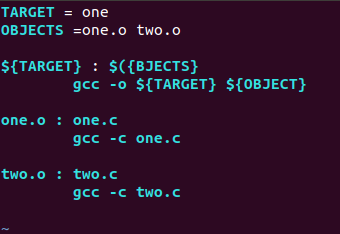 TARGET = one
OBJECTS =one.o two.o
${TARGET} : $({BJECTS}
gcc -o ${TARGET} ${OBJECT}
one.o : one.c
gcc -c one.c
two.o : two.c
gcc -c two.c
~